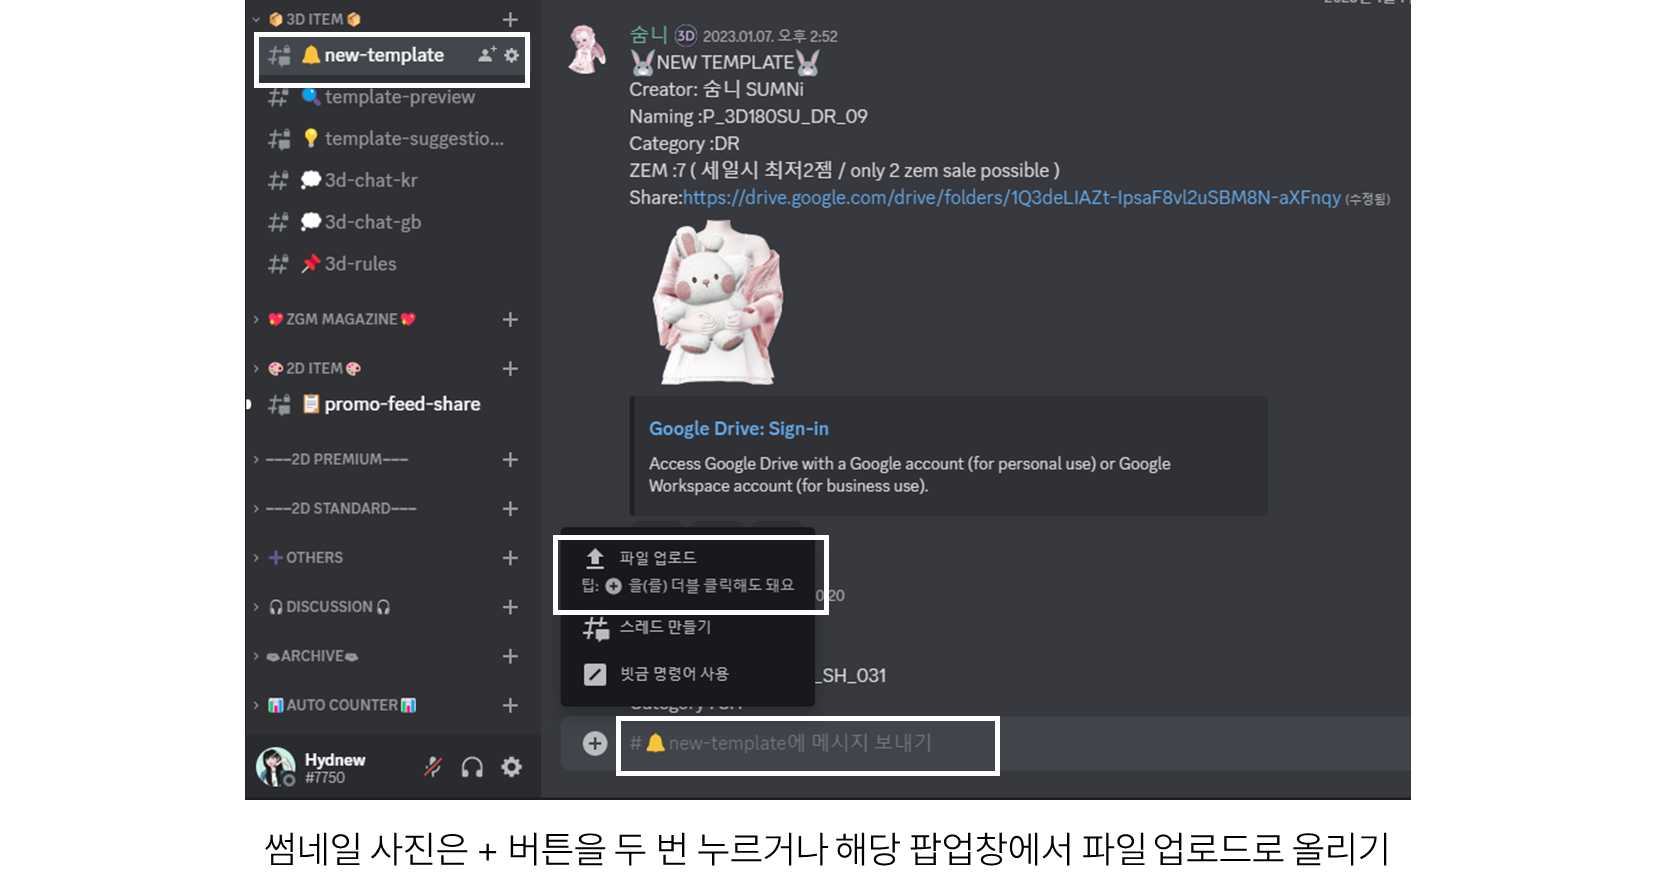 3D ITEM
new-template
template-preview
template-suggestio...
3d-chat-kr
3d-chat-gb
3d-rules
ZGM MAGAZINE
2D ITEM
promo-feed-share
---2D PREMIUM---
---2D STANDARD---
OTHERS
DISCUSSION
ARCHIVE
AUTO COUNTER
Hydnew
#7750
숨니 3D 2023.01.07. 오후 2:52
NEW TEMPLATE
Creator: 숨니 SUMNi
Naming :P_3D180SU_DR_09
Category :DR
ZEM :7 ( 세일시 최저2젬 / only 2 zem sale possible )
Share:https://drive.google.com/drive/folders/1Q3deLIAZt-IpsaF8vl2uSBM8N-aXFnqy (수정됨)
Google Drive: Sign-in
Access Google Drive with a Google account (for personal use) or Google
Workspace account (for business use).
파일 업로드
팁: + 을(를) 더블 클릭해도 돼요
스레드 만들기
빗금 명령어 사용
_SH_031
#new-template에 메시지 보내기
썸네일 사진은 + 버튼을 두 번 누르거나 해당 팝업창에서 파일 업로드로 올리기